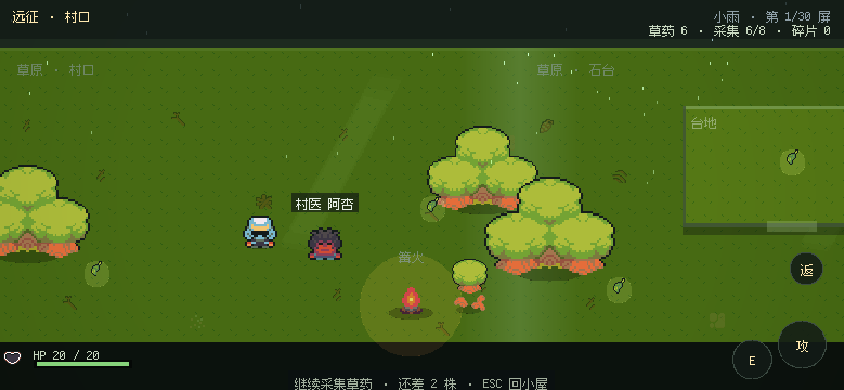 远征 · 村口
小雨 · 第 1/30 屏
草药 6 · 采集 6/8 · 碎片 0
草原 · 村口
草原 · 石台
台地
村医 阿杏
篝火
返
攻
E
HP 20 / 20
继续采集草药 · 还差 2 株 · ESC 回小屋